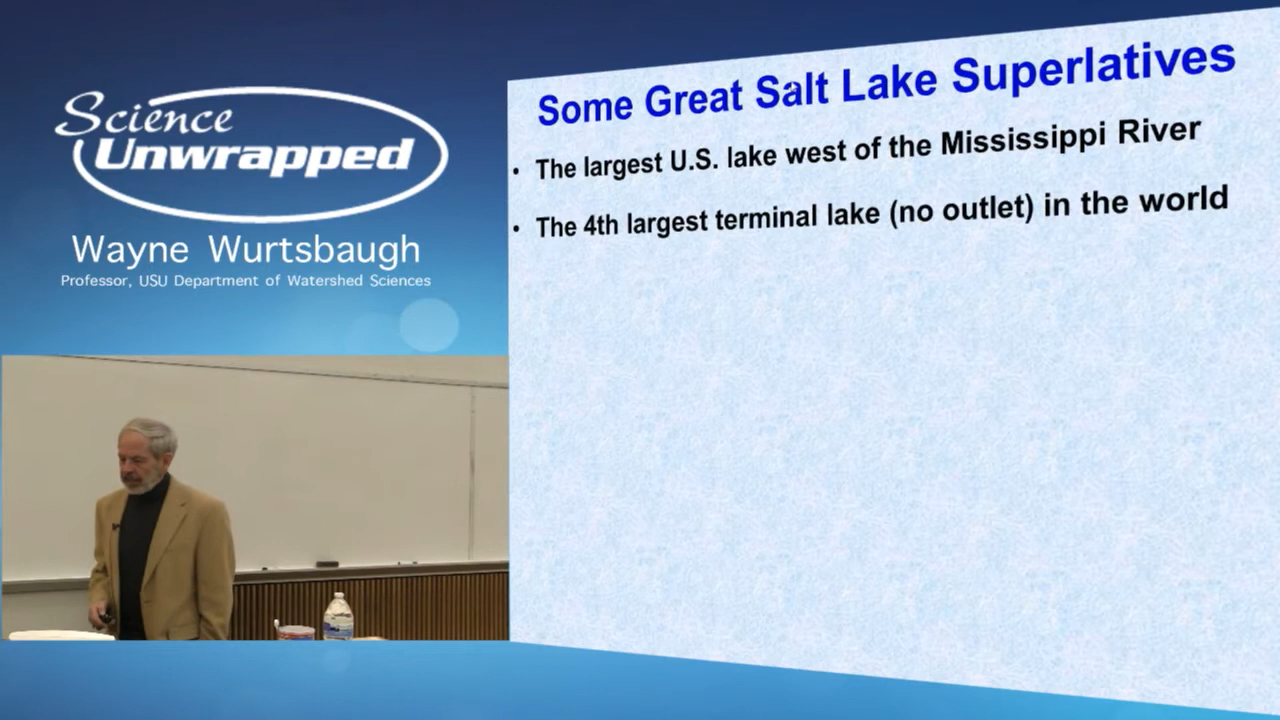 Science
Unwrapped
Wayne Wurtsbaugh
Professor, USU Department of Watershed Sciences
Some Great Salt Lake Superlatives
• The largest U.S. lake west of the Mississippi River
• The 4th largest terminal lake (no outlet) in the world